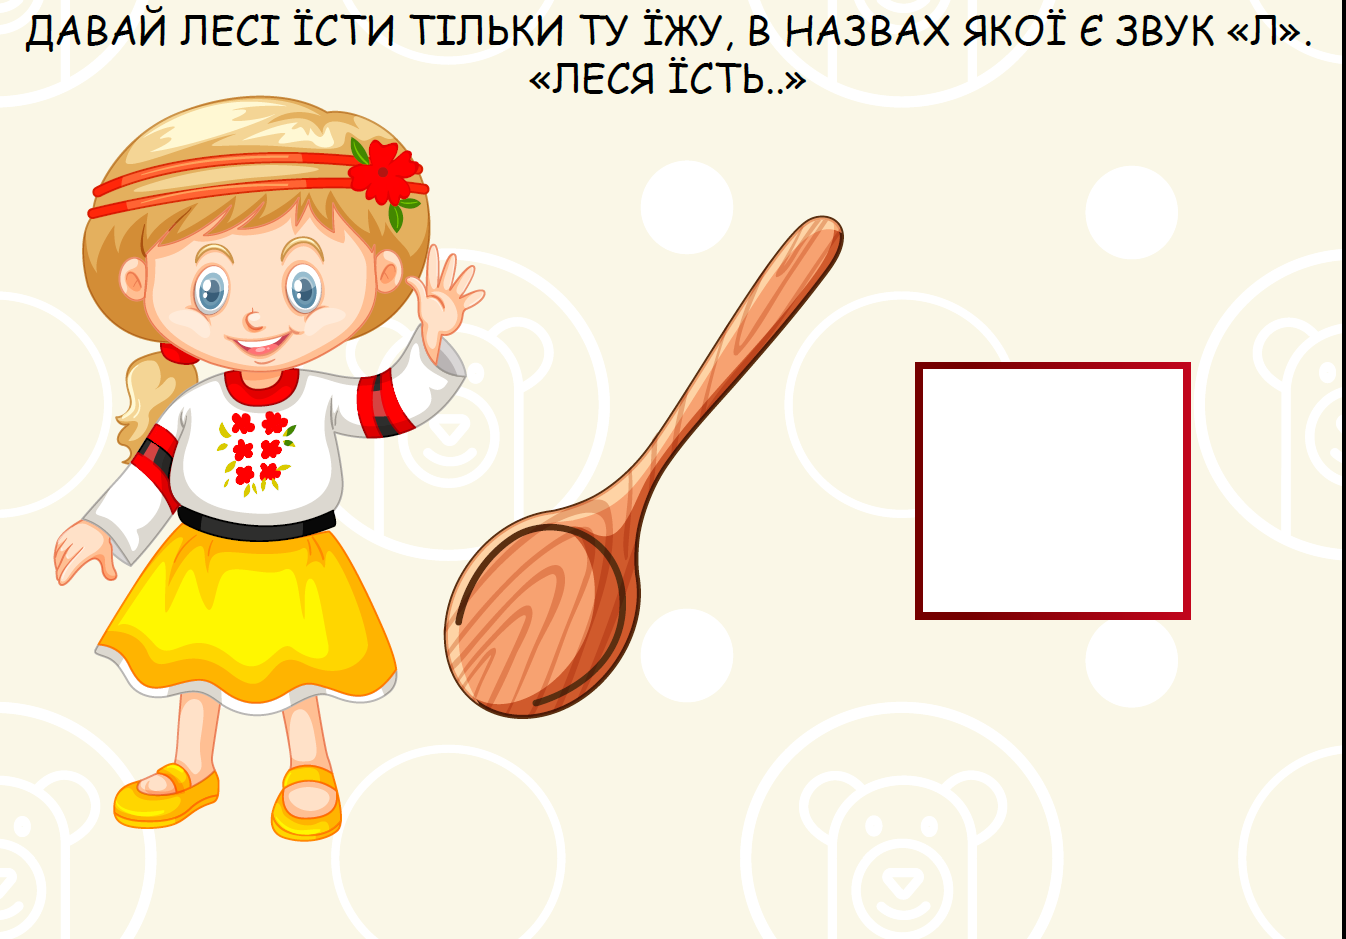 ДАВАЙ ЛЕСІ ЇСТИ ТІЛЬКИ ТУ ЇЖУ, В НАЗВАХ ЯКОЇ Є ЗВУК «Л».
«ЛЕСЯ ЇСТЬ..»